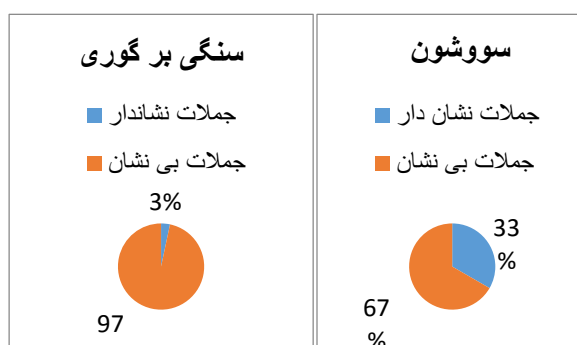 سووشون
جملات نشان دار
جملات بی نشان
33
%
67
%
سنگی بر گوری
جملات نشاندار
جملات بی نشان
3%
97